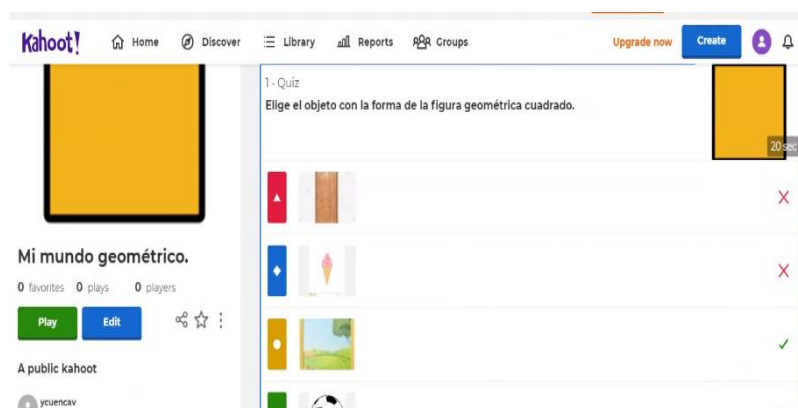 Kahoot!
Home
Discover
Library
Reports
Groups
Upgrade now
Create
1 - Quiz
Elige el objeto con la forma de la figura geométrica cuadrado.
20 sec
Mi mundo geométrico.
0 favorites 0 plays 0 players
Play
Edit
A public kahoot
ycuencav